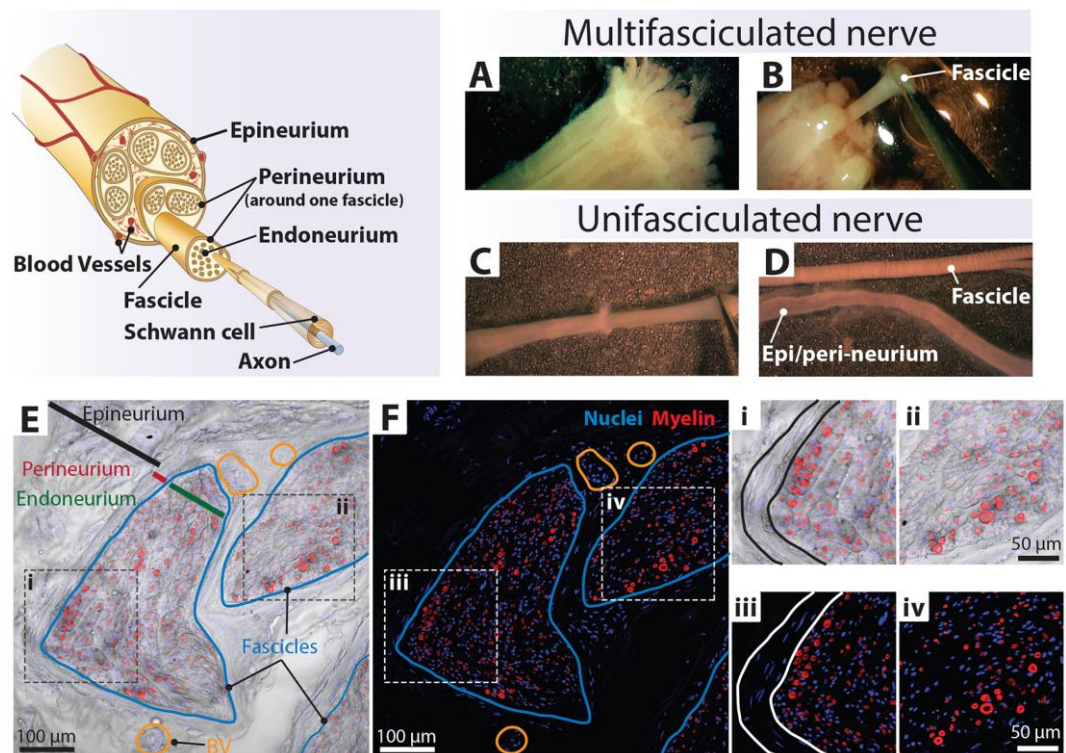 Epineurium
Perineurium
(around one fascicle)
Endoneurium
Blood Vessels
Fascicle
Schwann cell
Axon
Multifasciculated nerve
A
B
Fascicle
Unifasciculated nerve
C
D
Fascicle
Epi/peri-neurium
E
Epineurium
Perineurium
Endoneurium
i
ii
Fascicles
BV
100 µm
F
Nuclei Myelin
iii
iv
100 µm
i
ii
50 µm
iii
iv
50 µm